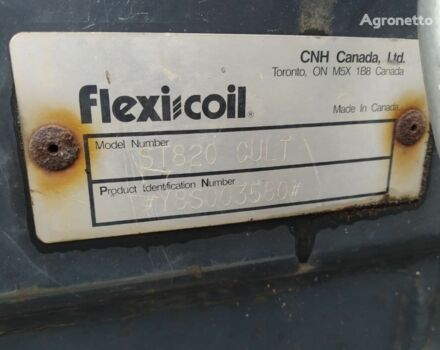 Agronetto.com
CNH Canada, Ltd.
Toronto, ON M5X 1B8 Canada
flexi-coil®
Made In Canada
Model Number
ST820 CULT
Product Identification Number
#Y8S003580#